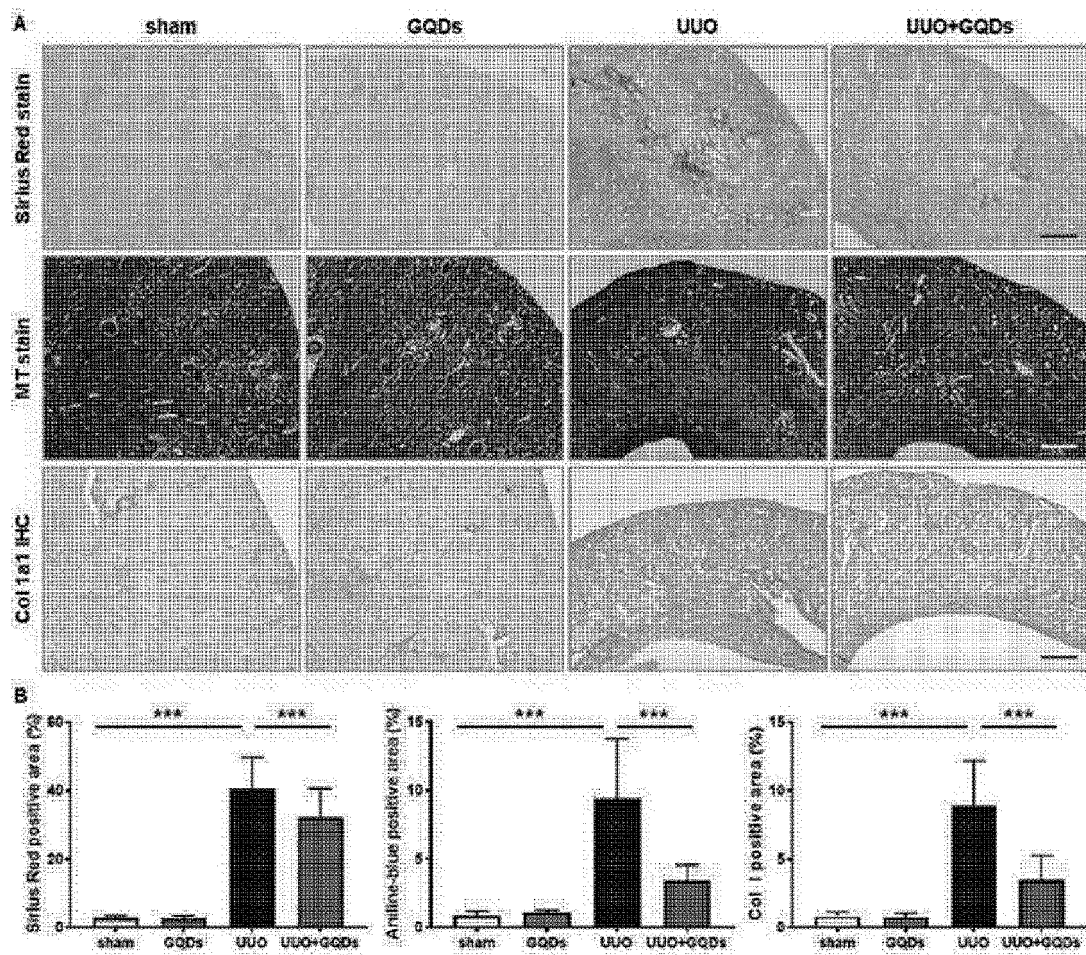 A
sham GQDs UUO UUO+GQDs
Sirius Red stain
MT stain
Col 1a1 IHC
B
Sirius Red positive area (%)
60
40
20
0
*** ***
sham GQDs UUO UUO+GQDs
Aniline-blue positive area (%)
15
10
5
0
*** ***
sham GQDs UUO UUO+GQDs
Col I positive area (%)
15
10
5
0
*** ***
sham GQDs UUO UUO+GQDs